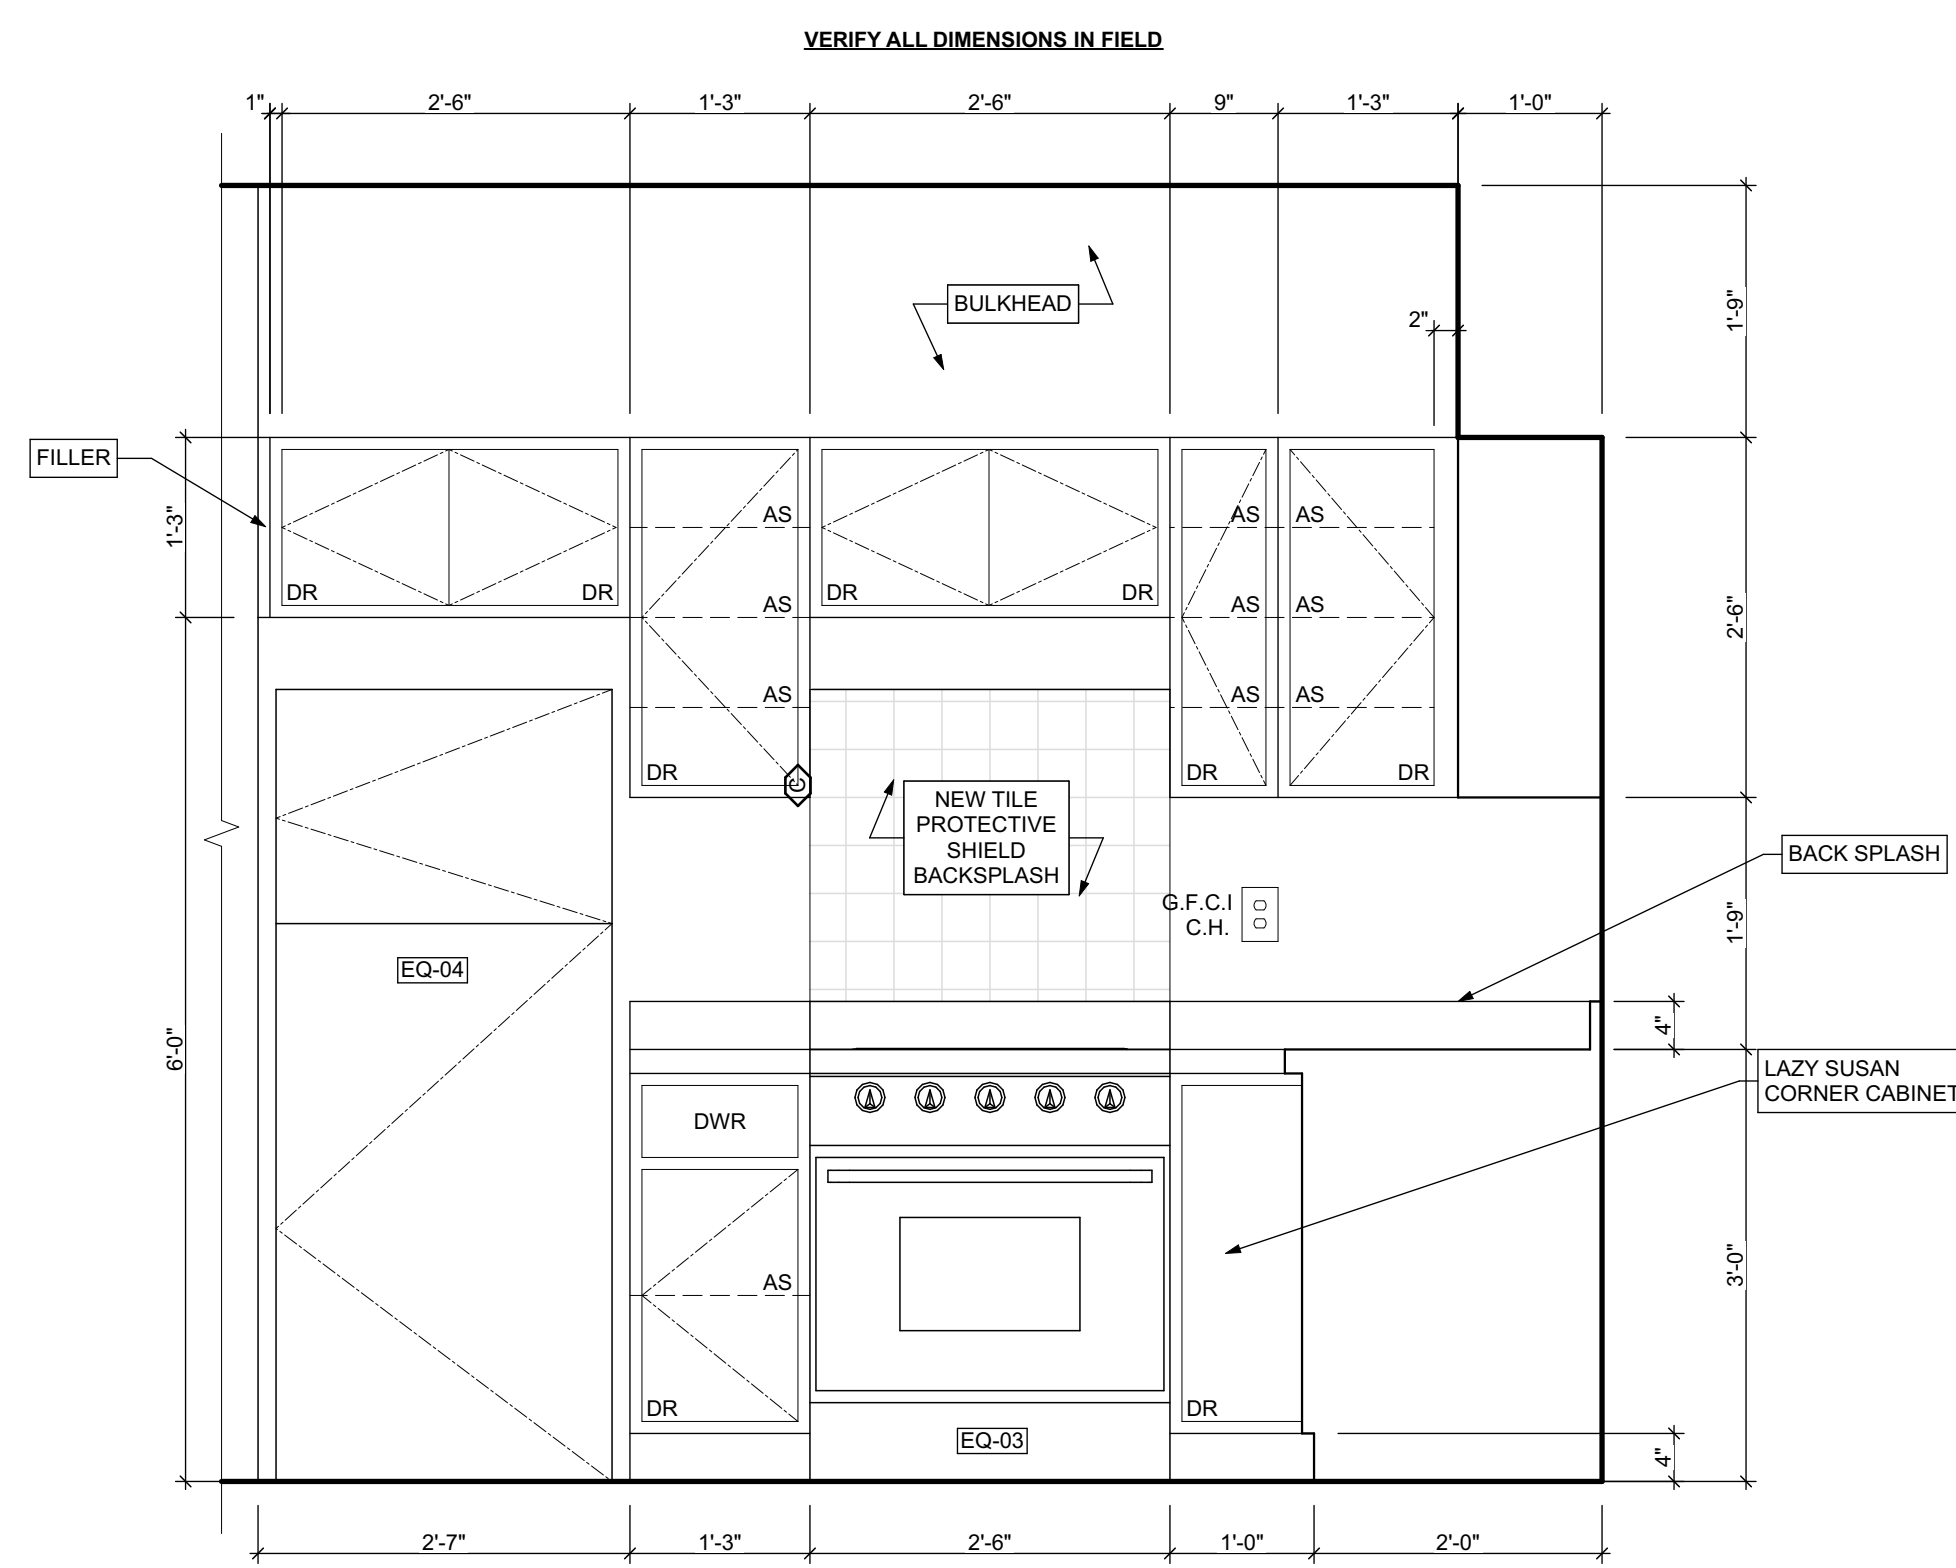 VERIFY ALL DIMENSIONS IN FIELD
1" 2'-6" 1'-3" 2'-6" 9" 1'-3" 1'-0"
BULKHEAD
2"
1'-9"
FILLER
1'-3"
AS AS AS
DR DR DR DR
AS AS AS
2'-6"
AS AS AS
DR DR DR
NEW TILE
PROTECTIVE
SHIELD
BACKSPLASH
BACK SPLASH
G.F.C.I
C.H.
1'-9"
EQ-04
6'-0"
4"
LAZY SUSAN
CORNER CABINET
DWR
3'-0"
AS
DR DR
EQ-03
4"
2'-7" 1'-3" 2'-6" 1'-0" 2'-0"